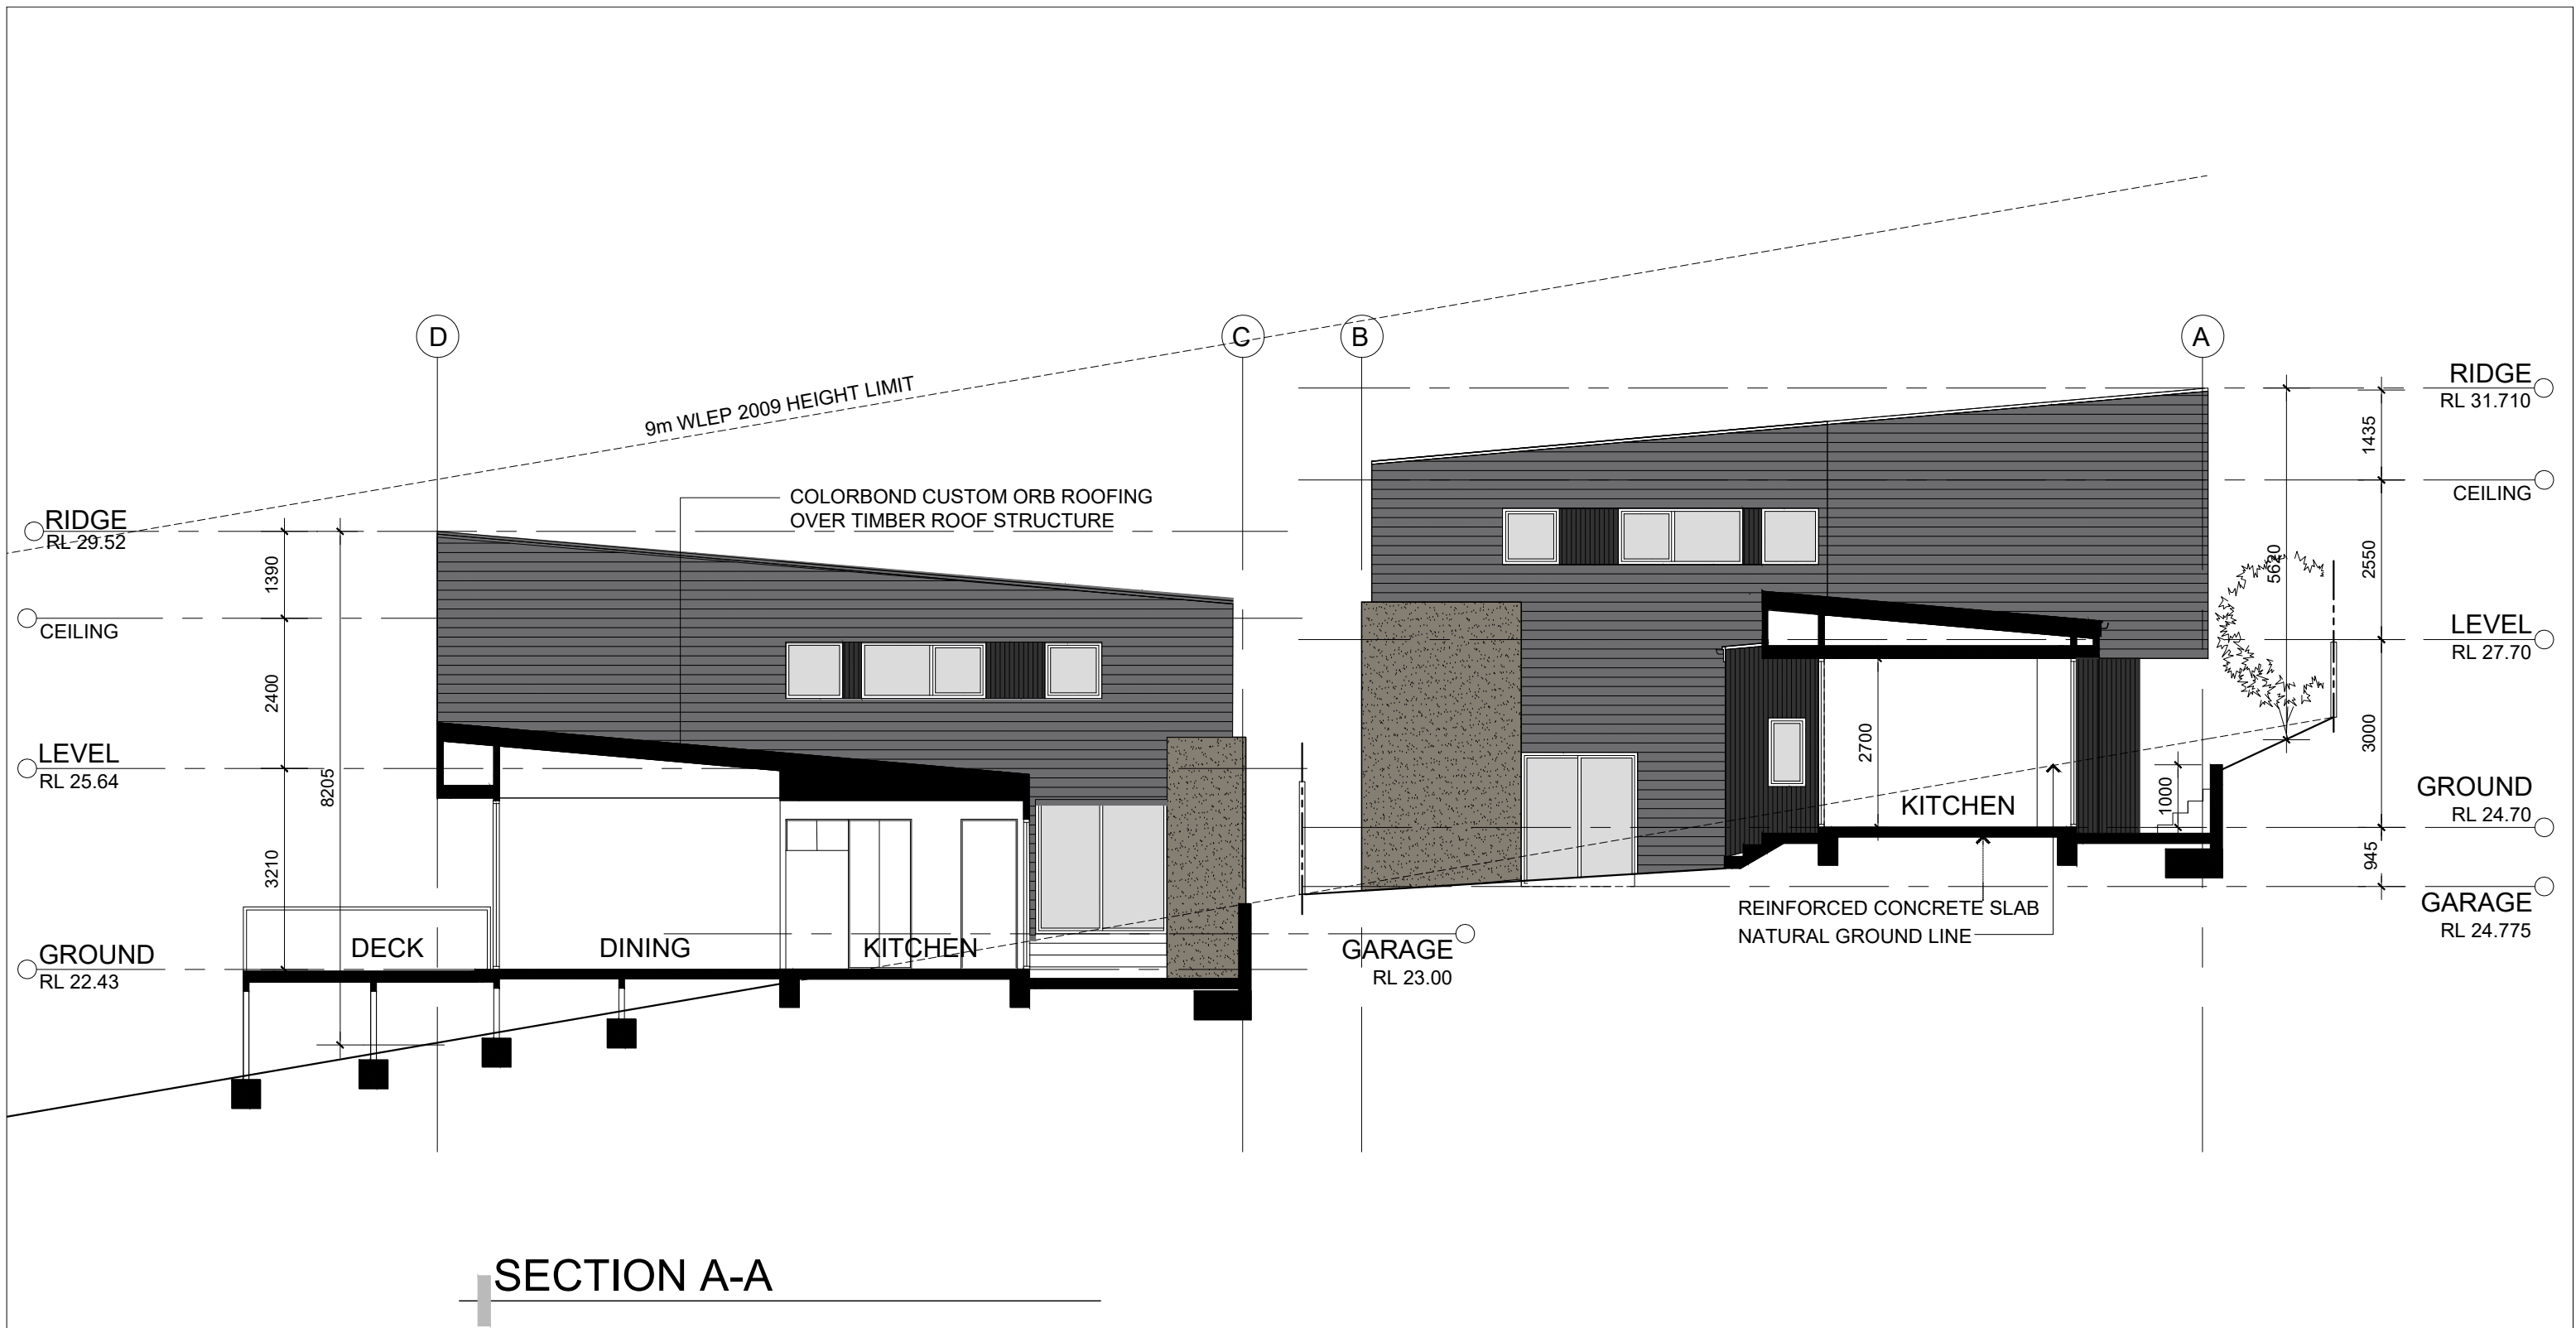 D
C
B
A
9m WLEP 2009 HEIGHT LIMIT
COLORBOND CUSTOM ORB ROOFING
OVER TIMBER ROOF STRUCTURE
RIDGE
RL 29.52
1390
CEILING
2400
LEVEL
RL 25.64
8205
3210
GROUND
RL 22.43
DECK
DINING
KITCHEN
GARAGE
RL 23.00
RIDGE
RL 31.710
1435
CEILING
5620
2550
LEVEL
RL 27.70
2700
3000
1000
KITCHEN
GROUND
RL 24.70
945
GARAGE
RL 24.775
REINFORCED CONCRETE SLAB
NATURAL GROUND LINE
SECTION A-A